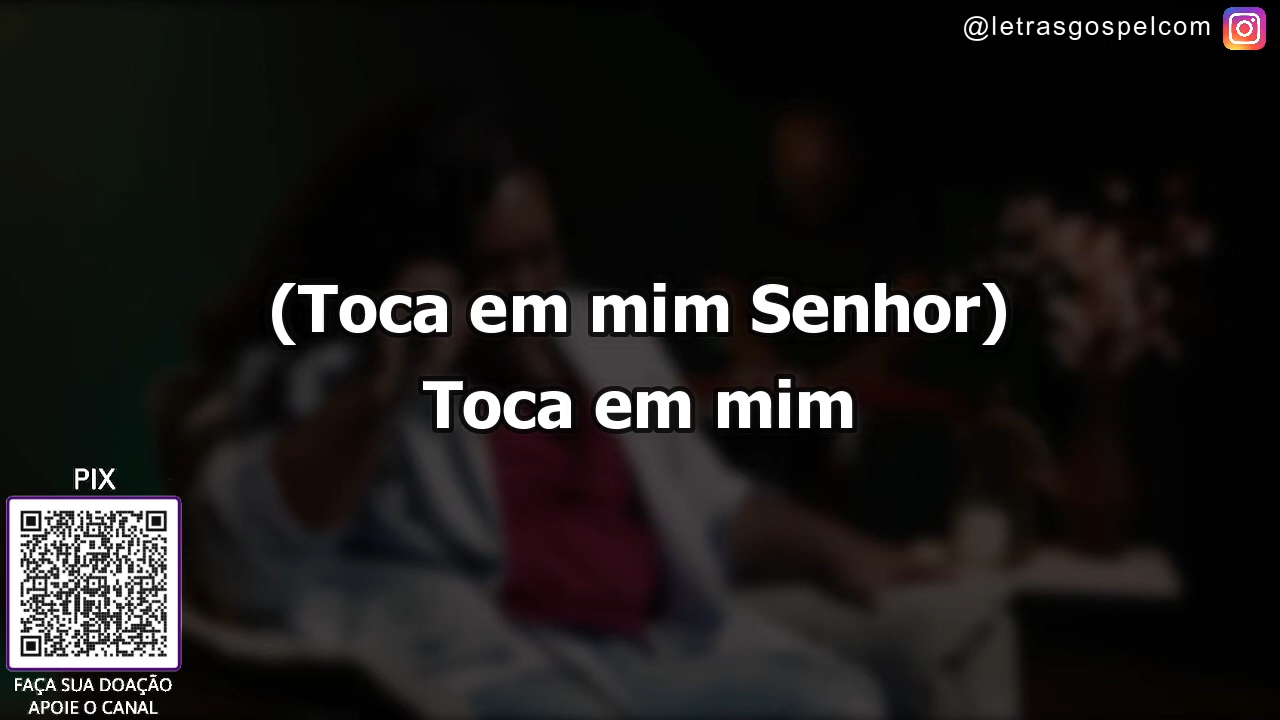 @letrasgospelcom
(Toca em mim Senhor)
Toca em mim
PIX
FAÇA SUA DOAÇÃO
APOIE O CANAL